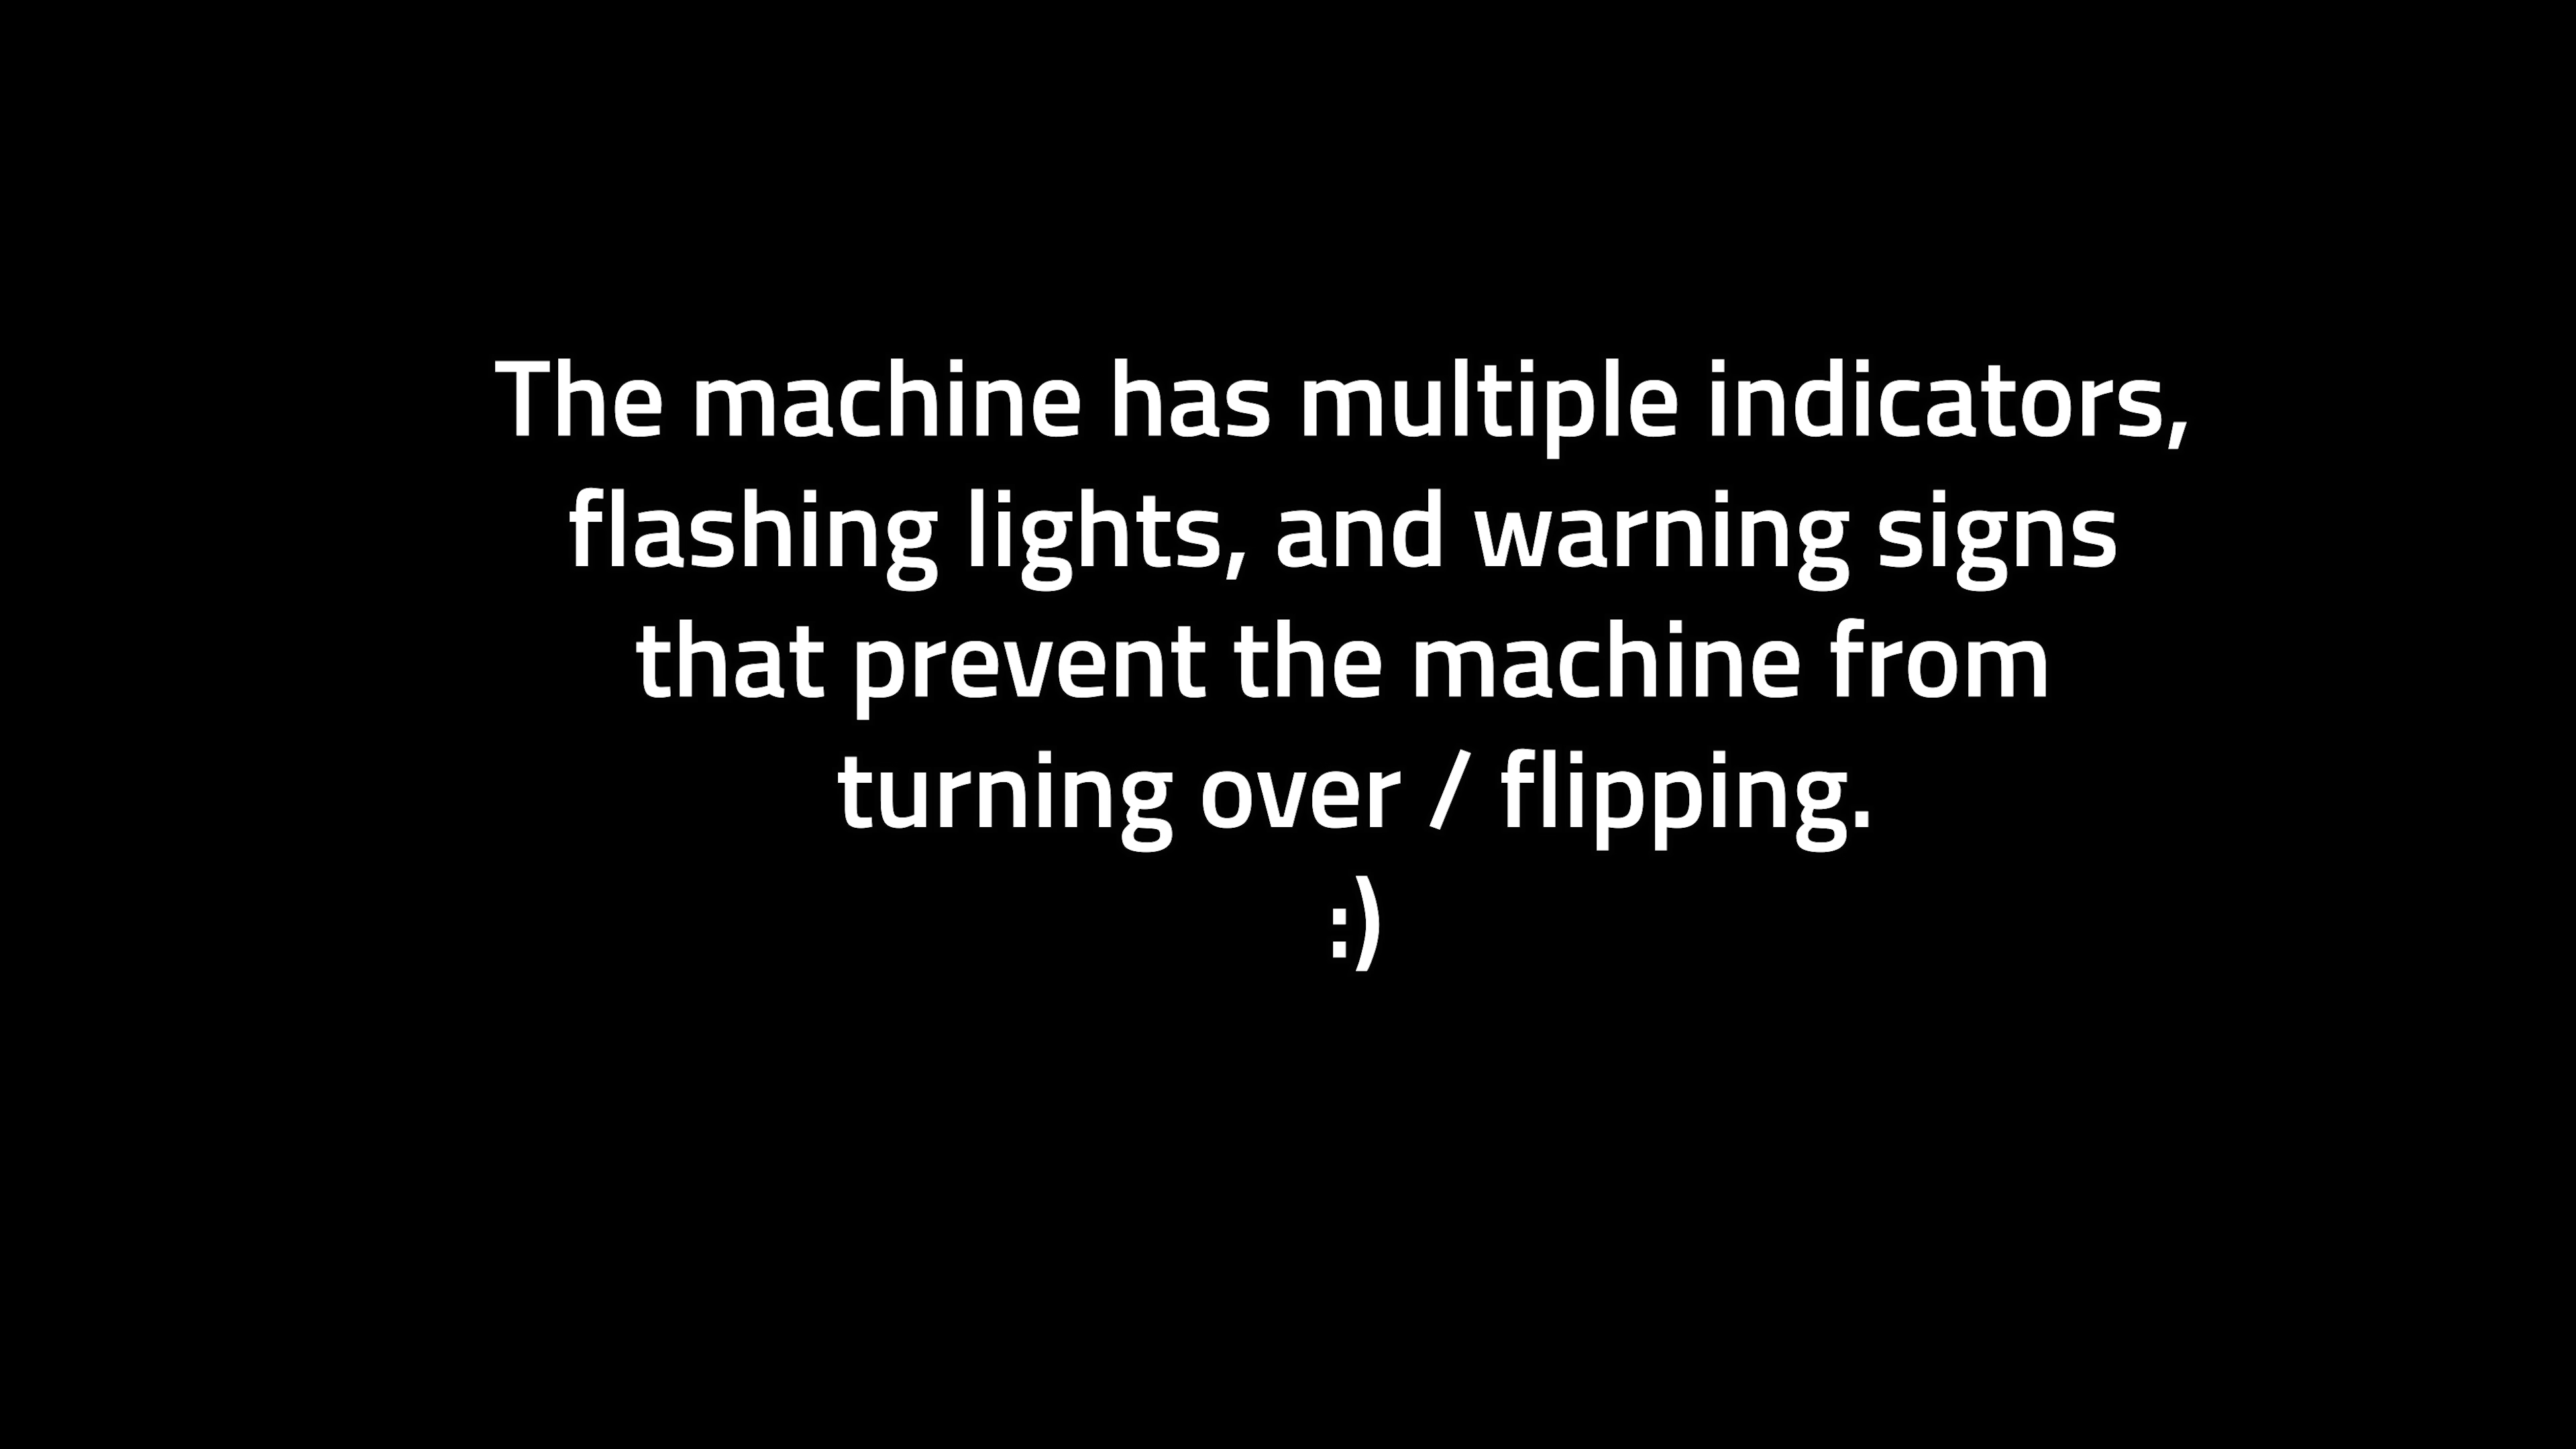 The machine has multiple indicators,
flashing lights, and warning signs
that prevent the machine from
turning over / flipping.
:)